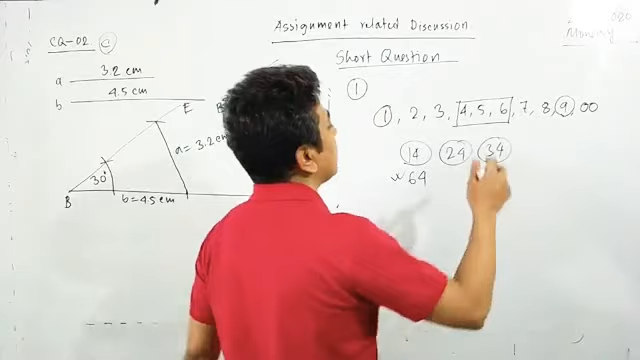 Assignment related Discussion
Monday
CQ-02. C
Short Question
a 3.2 cm
b 4.5 cm
1
1, 2, 3, 4, 5, 6, 7, 8, 9, 00
E
a = 3.2 cm
14 24 34
64
30°
B b = 4.5 cm